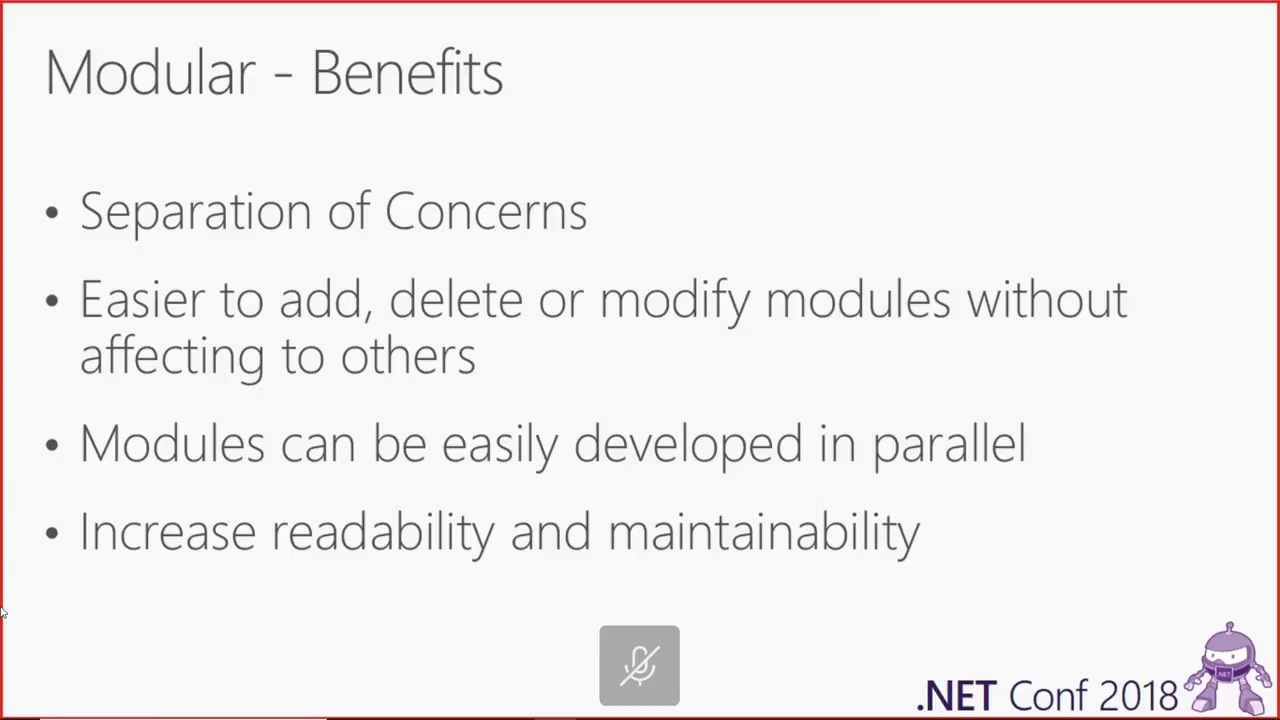 Modular - Benefits
• Separation of Concerns
• Easier to add, delete or modify modules without
affecting to others
• Modules can be easily developed in parallel
• Increase readability and maintainability
.NET Conf 2018
.NET